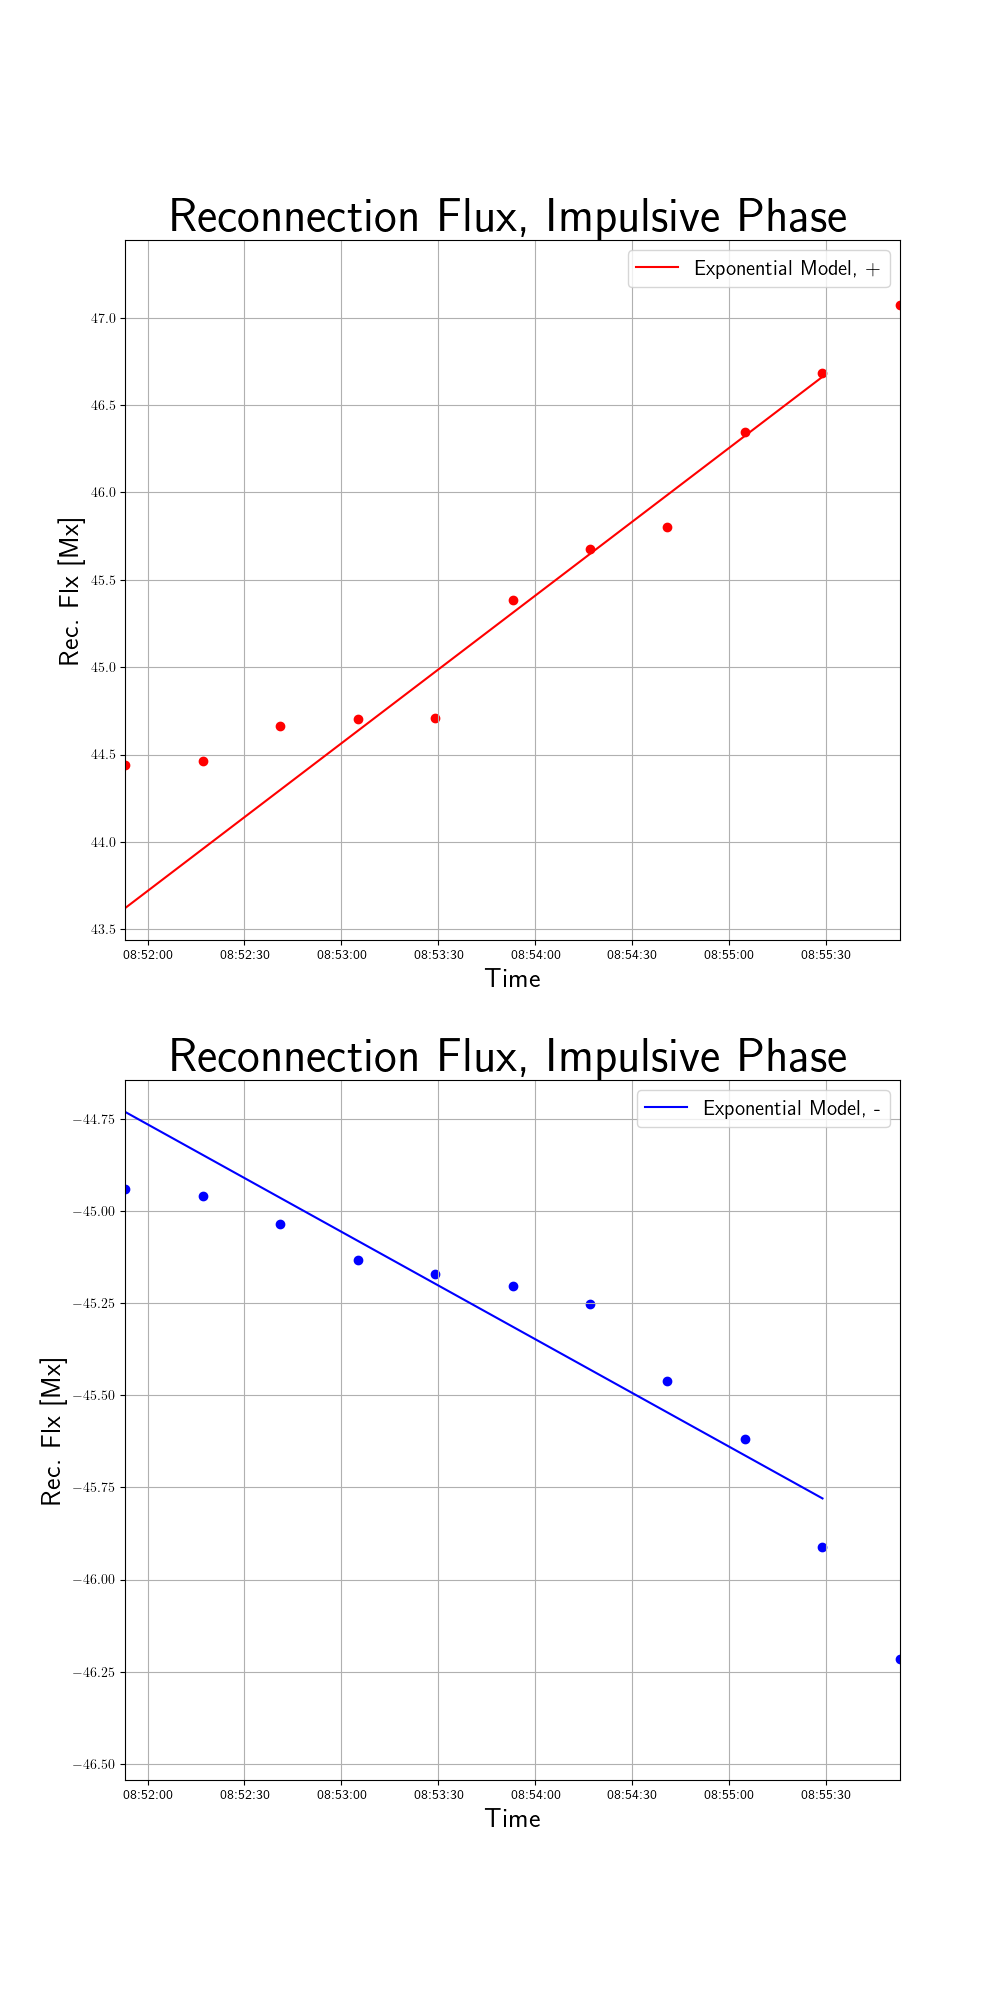 Reconnection Flux, Impulsive Phase
Exponential Model, +
47.0
46.5
46.0
45.5
45.0
44.5
44.0
43.5
Rec. Flx [Mx]
08:52:00 08:52:30 08:53:00 08:53:30 08:54:00 08:54:30 08:55:00 08:55:30
Time
Reconnection Flux, Impulsive Phase
Exponential Model, -
−44.75
−45.00
−45.25
−45.50
−45.75
−46.00
−46.25
−46.50
Rec. Flx [Mx]
08:52:00 08:52:30 08:53:00 08:53:30 08:54:00 08:54:30 08:55:00 08:55:30
Time